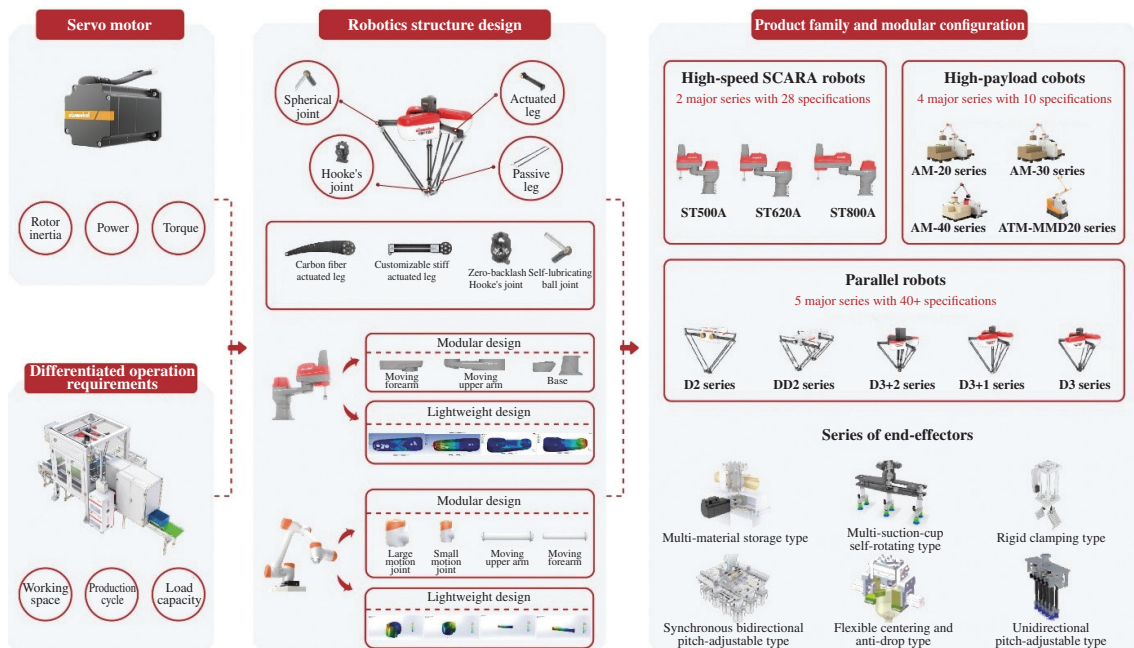 Servo motor
Rotor
inertia
Power
Torque
Differentiated operation
requirements
Working
space
Production
cycle
Load
capacity
Robotics structure design
Spherical
joint
Actuated
leg
Hooke's
joint
Passive
leg
Carbon fiber
actuated leg
Customizable stiff
actuated leg
Zero-backlash
Hooke's joint
Self-lubricating
ball joint
Modular design
Moving
forearm
Moving
upper arm
Base
Lightweight design
Modular design
Large
motion
joint
Small
motion
joint
Moving
upper arm
Moving
forearm
Lightweight design
Product family and modular configuration
High-speed SCARA robots
2 major series with 28 specifications
ST500A
ST620A
ST800A
High-payload cobots
4 major series with 10 specifications
AM-20 series
AM-30 series
AM-40 series
ATM-MMD20 series
Parallel robots
5 major series with 40+ specifications
D2 series
DD2 series
D3+2 series
D3+1 series
D3 series
Series of end-effectors
Multi-material storage type
Multi-suction-cup
self-rotating type
Rigid clamping type
Synchronous bidirectional
pitch-adjustable type
Flexible centering and
anti-drop type
Unidirectional
pitch-adjustable type